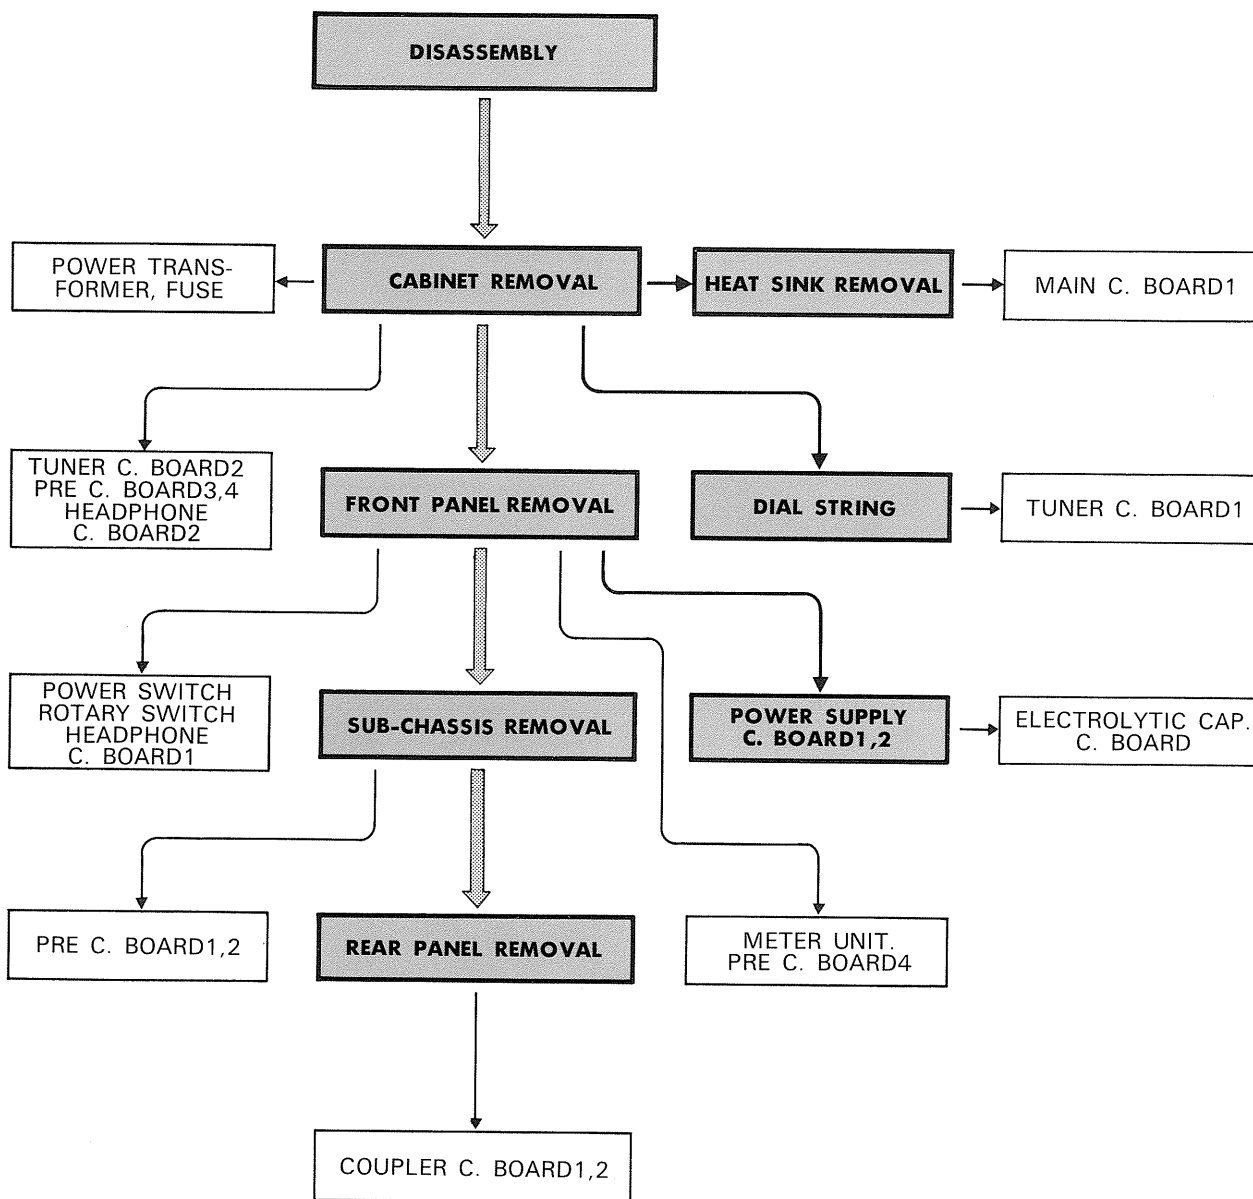 DISASSEMBLY
POWER TRANS-
FORMER, FUSE
CABINET REMOVAL
HEAT SINK REMOVAL
MAIN C. BOARD1
TUNER C. BOARD2
PRE C. BOARD3,4
HEADPHONE
C. BOARD2
FRONT PANEL REMOVAL
DIAL STRING
TUNER C. BOARD1
POWER SWITCH
ROTARY SWITCH
HEADPHONE
C. BOARD1
SUB-CHASSIS REMOVAL
POWER SUPPLY
C. BOARD1,2
ELECTROLYTIC CAP.
C. BOARD
PRE C. BOARD1,2
REAR PANEL REMOVAL
METER UNIT.
PRE C. BOARD4
COUPLER C. BOARD1,2